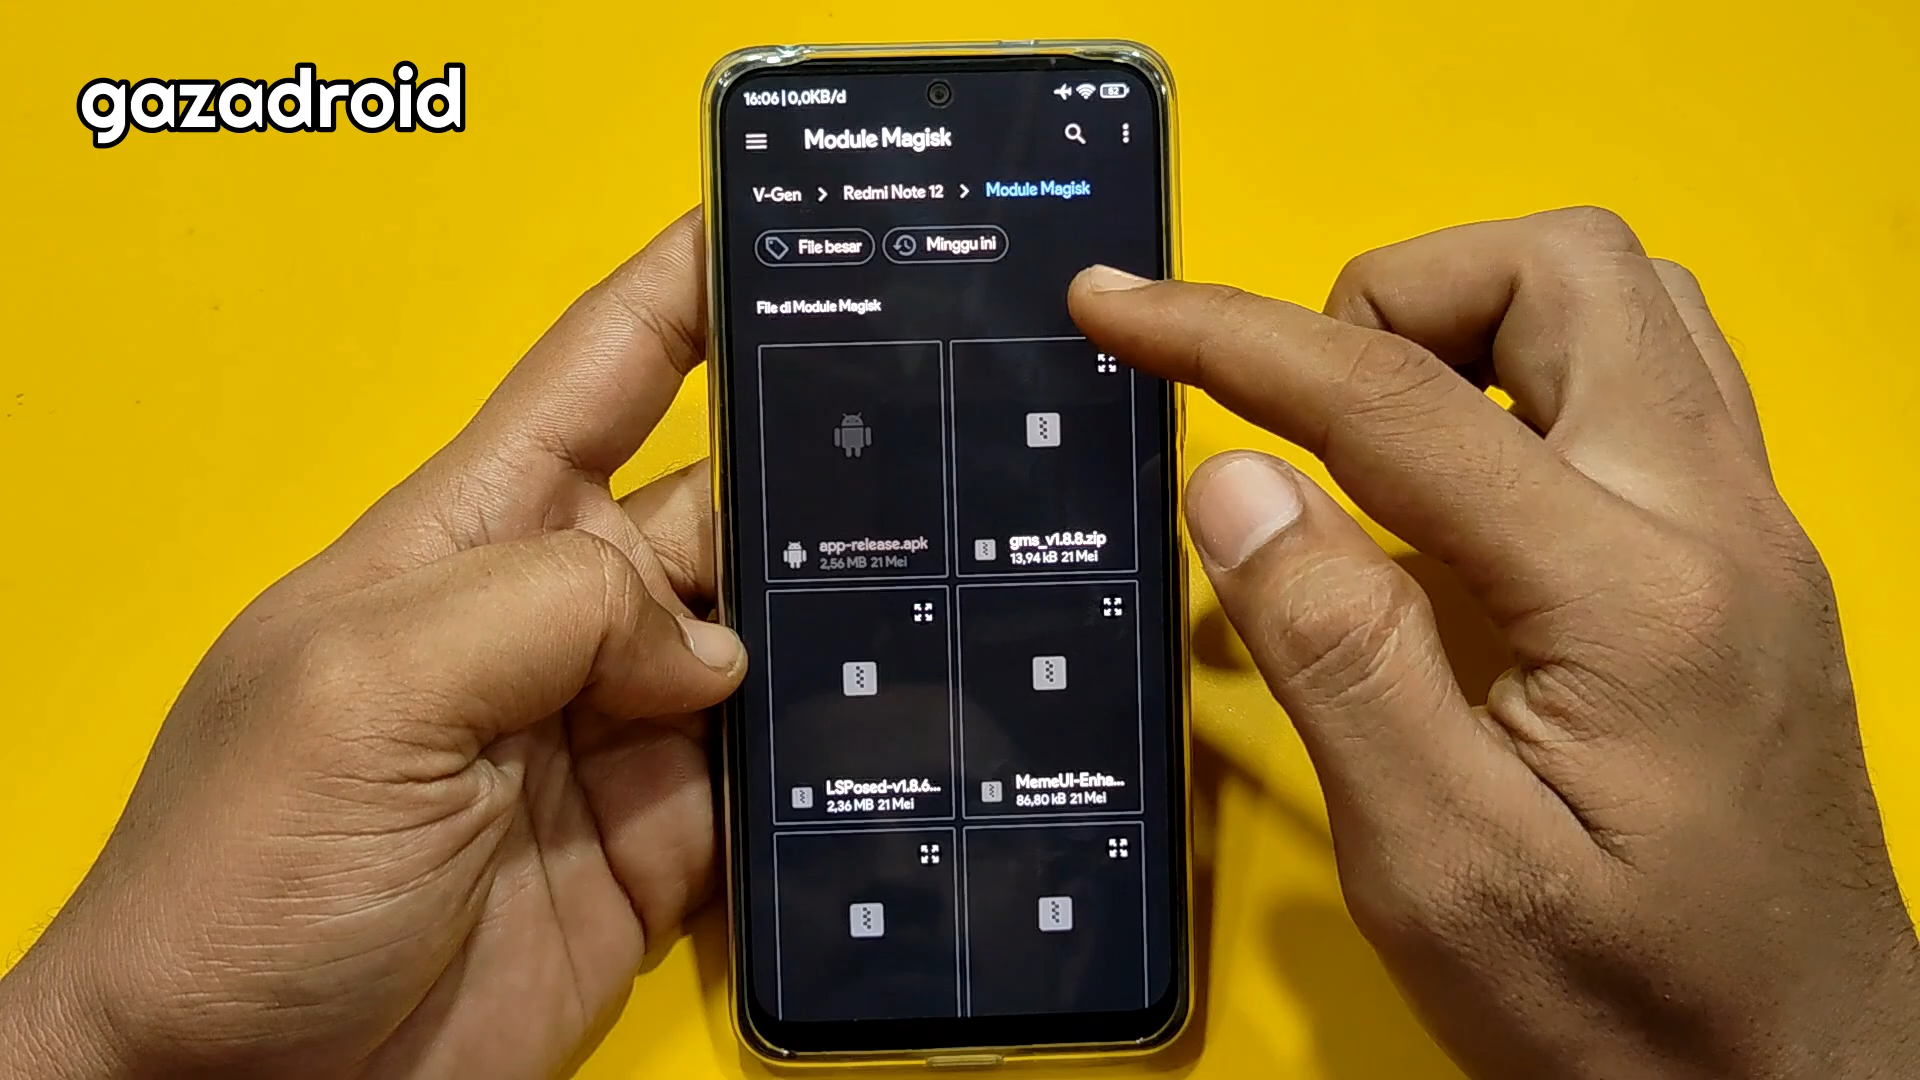 gazadroid
16:06 | 0,0KB/d
62
Module Magisk
V-Gen > Redmi Note 12 > Module Magisk
File besar
Minggu ini
File di Module Magisk
app-release.apk
2,56 MB 21 Mei
gms_v1.8.8.zip
13,94 kB 21 Mei
LSPosed-v1.8.6...
2,36 MB 21 Mei
MemeUI-Enha...
86,80 kB 21 Mei